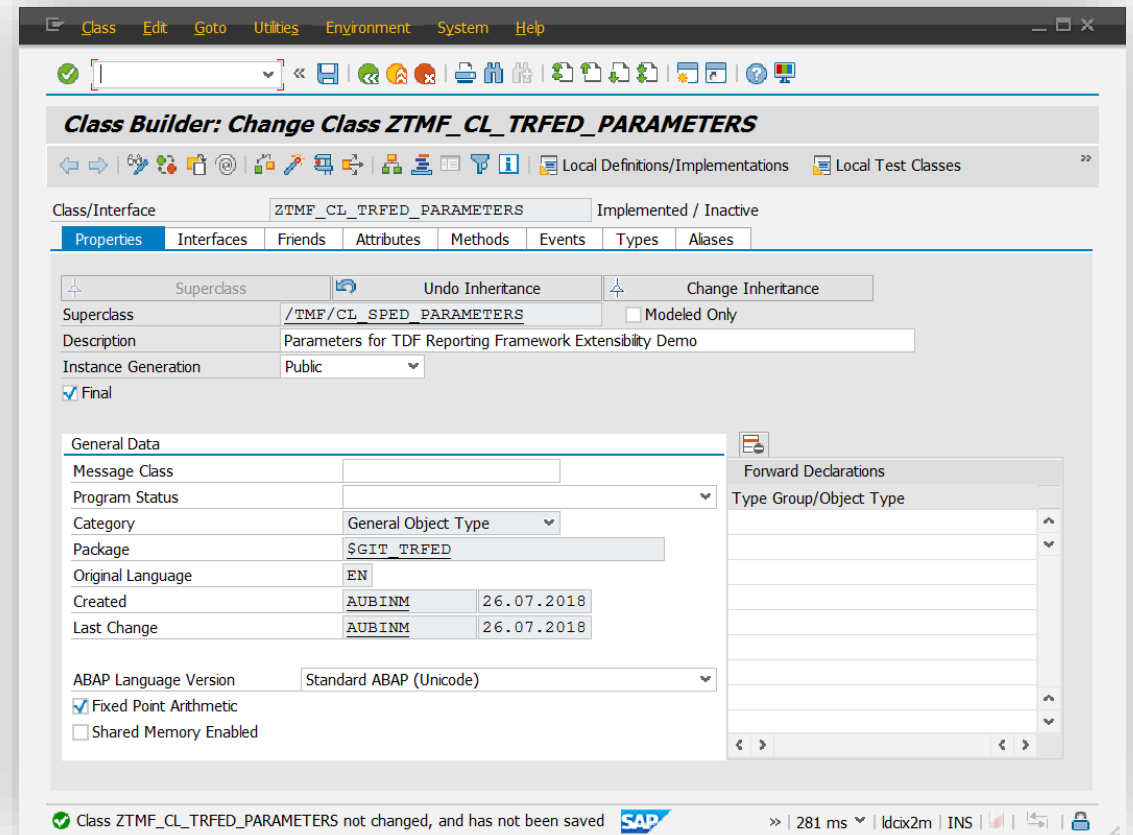 Class Edit Goto Utilities Environment System Help
Class Builder: Change Class ZTMF_CL_TRFED_PARAMETERS
Local Definitions/Implementations Local Test Classes
Class/Interface ZTMF_CL_TRFED_PARAMETERS Implemented / Inactive
Properties Interfaces Friends Attributes Methods Events Types Aliases
Superclass Undo Inheritance Change Inheritance
Superclass /TMF/CL_SPED_PARAMETERS Modeled Only
Description Parameters for TDF Reporting Framework Extensibility Demo
Instance Generation Public
Final
General Data
Message Class Forward Declarations
Program Status Type Group/Object Type
Category General Object Type
Package $GIT_TRFED
Original Language EN
Created AUBINM 26.07.2018
Last Change AUBINM 26.07.2018
ABAP Language Version Standard ABAP (Unicode)
Fixed Point Arithmetic
Shared Memory Enabled
Class ZTMF_CL_TRFED_PARAMETERS not changed, and has not been saved SAP » | 281 ms | ldcix2m | INS